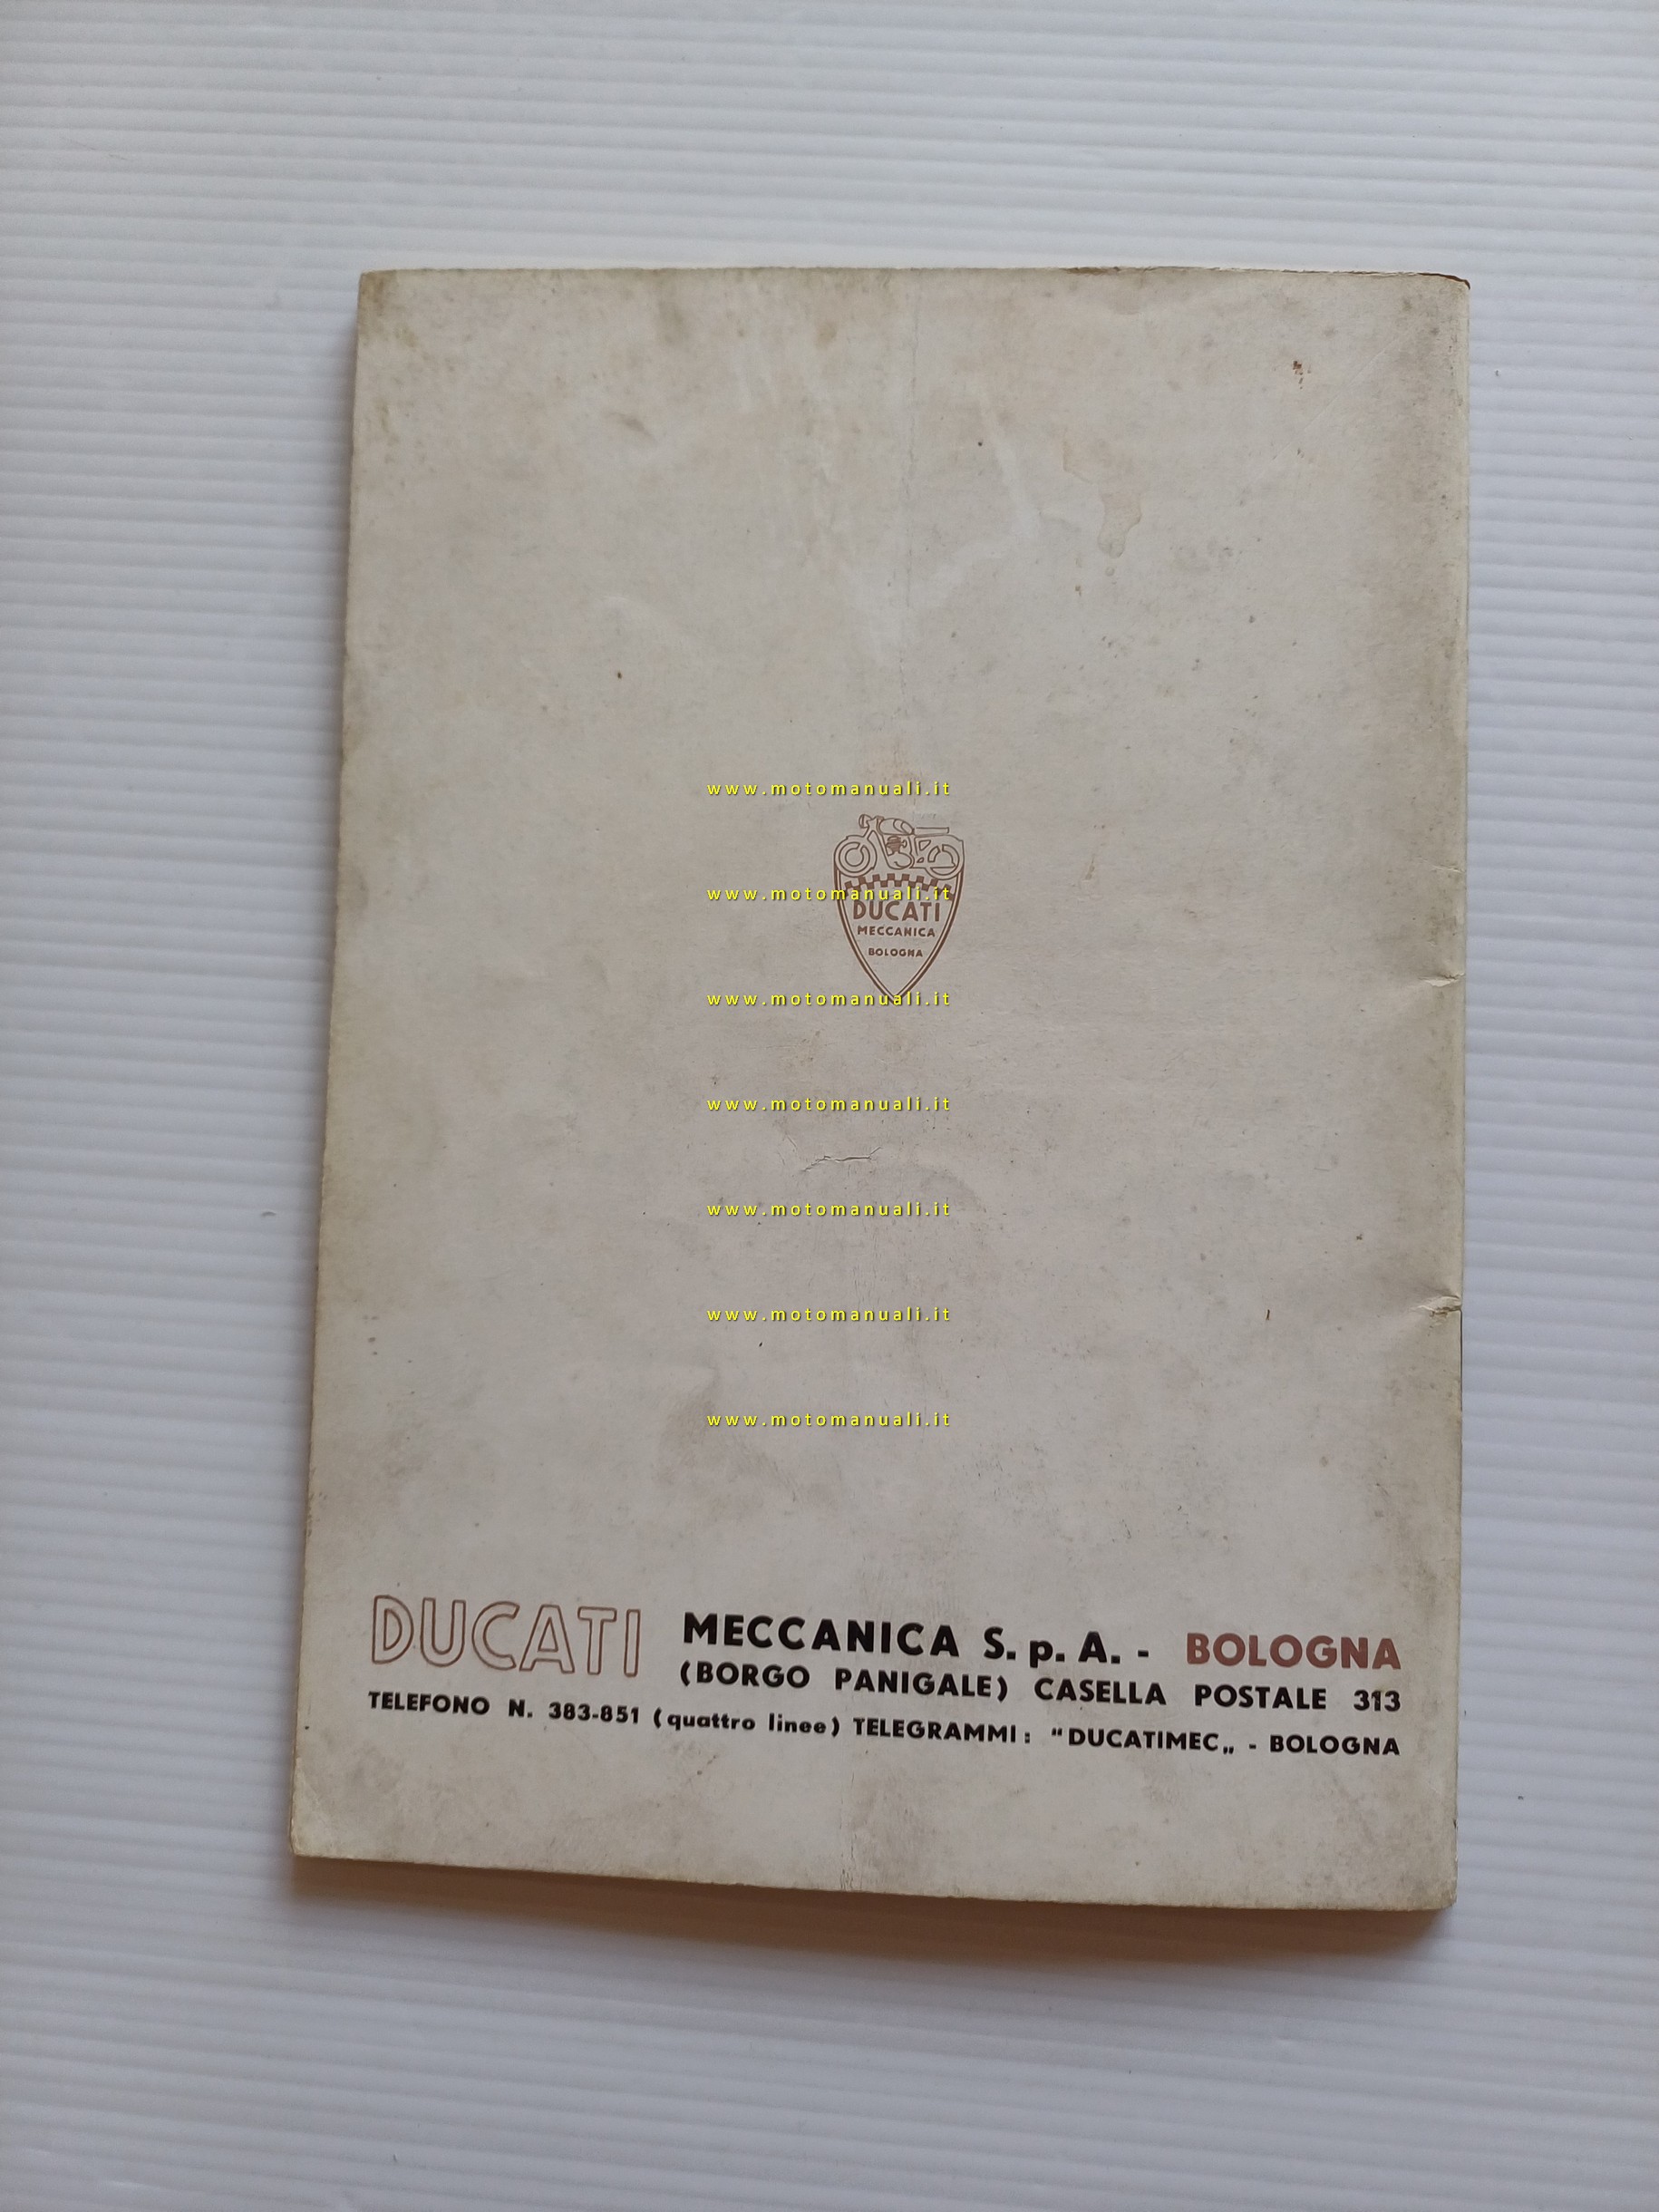 www.motomanuali.it
www.motomanuali.it
DUCATI
MECCANICA
BOLOGNA
www.motomanuali.it
www.motomanuali.it
www.motomanuali.it
www.motomanuali.it
www.motomanuali.it
DUCATI MECCANICA S.p.A. - BOLOGNA
(BORGO PANIGALE) CASELLA POSTALE 313
TELEFONO N. 383-851 (quattro linee) TELEGRAMMI: "DUCATIMEC„ - BOLOGNA